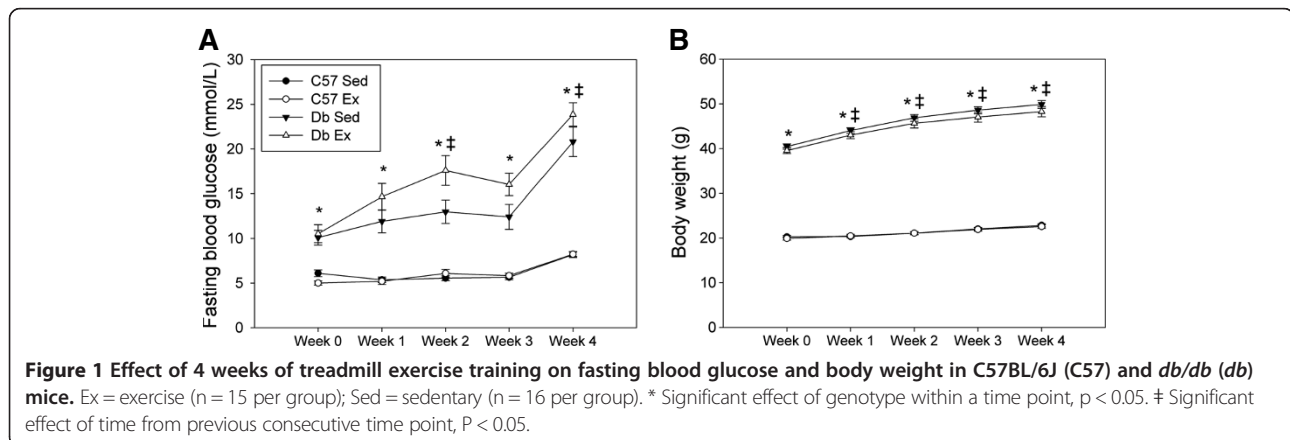 A
Fasting blood glucose (mmol/L)
30
25
20
15
10
5
0
C57 Sed
C57 Ex
Db Sed
Db Ex
*
*
* ‡
*
* ‡
Week 0 Week 1 Week 2 Week 3 Week 4
B
Body weight (g)
60
50
40
30
20
10
0
*
* ‡
* ‡
* ‡
* ‡
Week 0 Week 1 Week 2 Week 3 Week 4
Figure 1 Effect of 4 weeks of treadmill exercise training on fasting blood glucose and body weight in C57BL/6J (C57) and db/db (db)
mice. Ex = exercise (n = 15 per group); Sed = sedentary (n = 16 per group). * Significant effect of genotype within a time point, p < 0.05. ‡ Significant
effect of time from previous consecutive time point, P < 0.05.